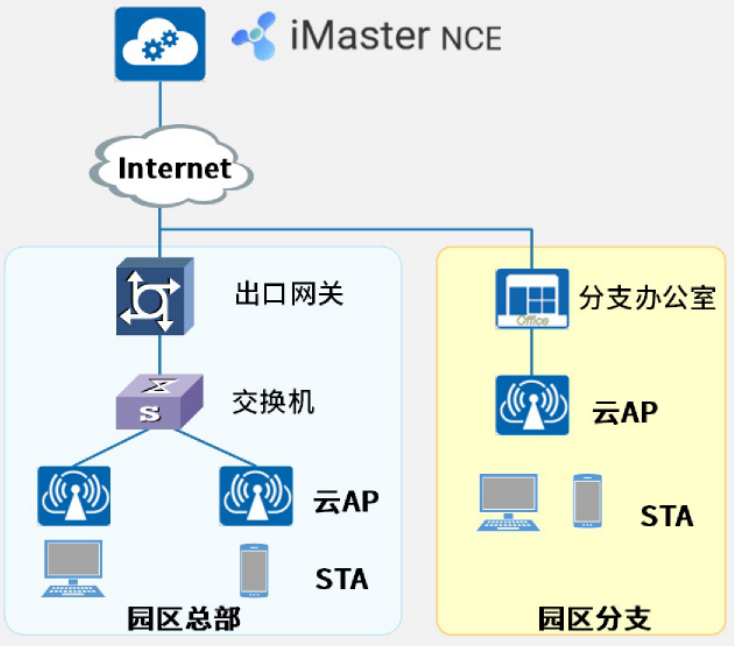 iMaster NCE
Internet
出口网关
交换机
云AP
STA
园区总部
Office
分支办公室
云AP
STA
园区分支